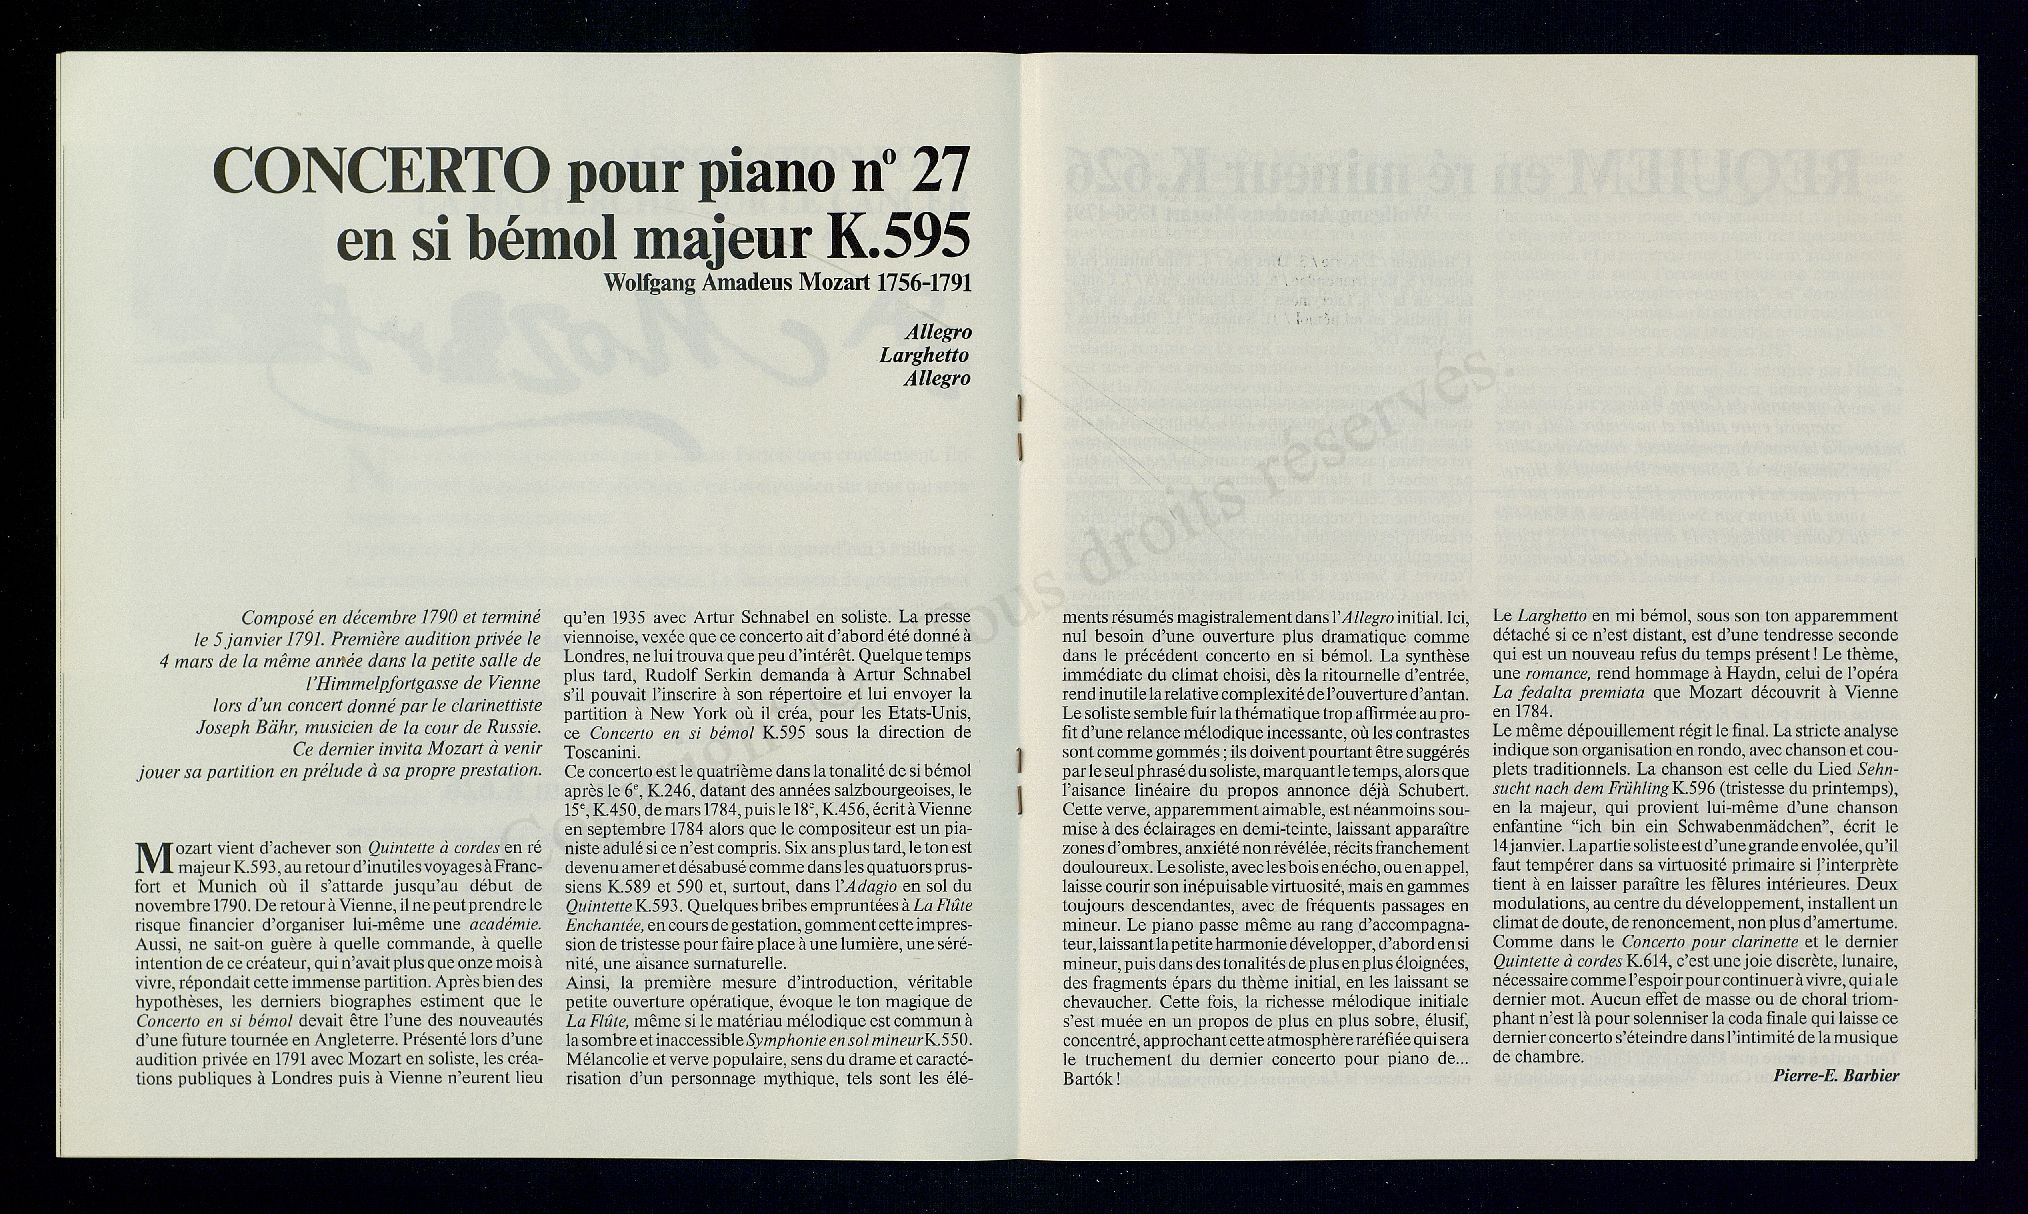 CONCERTO pour piano nº 27
en si bémol majeur K.595
Wolfgang Amadeus Mozart 1756-1791
Allegro
Larghetto
Allegro
Composé en décembre 1790 et terminé
le 5 janvier 1791. Première audition privée le
4 mars de la même année dans la petite salle de
l'Himmelpfortgasse de Vienne
lors d'un concert donné par le clarinettiste
Joseph Bähr, musicien de la cour de Russie.
Ce dernier invita Mozart à venir
jouer sa partition en prélude à sa propre prestation.
Mozart vient d'achever son Quintette à cordes en ré
majeur K.593, au retour d'inutiles voyages à Franc-
fort et Munich où il s'attarde jusqu'au début de
novembre 1790. De retour à Vienne, il ne peut prendre le
risque financier d'organiser lui-même une académie.
Aussi, ne sait-on guère à quelle commande, à quelle
intention de ce créateur, qui n'avait plus que onze mois à
vivre, répondait cette immense partition. Après bien des
hypothèses, les derniers biographes estiment que le
Concerto en si bémol devait être l'une des nouveautés
d'une future tournée en Angleterre. Présenté lors d'une
audition privée en 1791 avec Mozart en soliste, les créa-
tions publiques à Londres puis à Vienne n'eurent lieu
qu'en 1935 avec Artur Schnabel en soliste. La presse
viennoise, vexée que ce concerto ait d'abord été donné à
Londres, ne lui trouva que peu d'intérêt. Quelque temps
plus tard, Rudolf Serkin demanda à Artur Schnabel
s'il pouvait l'inscrire à son répertoire et lui envoyer la
partition à New York où il créa, pour les Etats-Unis,
ce Concerto en si bémol K.595 sous la direction de
Toscanini.
Ce concerto est le quatrième dans la tonalité de si bémol
après le 6e, K.246, datant des années salzbourgeoises, le
15e, K.450, de mars 1784, puis le 18e, K.456, écrit à Vienne
en septembre 1784 alors que le compositeur est un pia-
niste adulé si ce n'est compris. Six ans plus tard, le ton est
devenu amer et désabusé comme dans les quatuors prus-
siens K.589 et 590 et, surtout, dans l'Adagio en sol du
Quintette K.593. Quelques bribes empruntées à La Flûte
Enchantée, en cours de gestation, gomment cette impres-
sion de tristesse pour faire place à une lumière, une séré-
nité, une aisance surnaturelle.
Ainsi, la première mesure d'introduction, véritable
petite ouverture opératique, évoque le ton magique de
La Flûte, même si le matériau mélodique est commun à
la sombre et inaccessible Symphonie en sol mineur K.550.
Mélancolie et verve populaire, sens du drame et caracté-
risation d'un personnage mythique, tels sont les élé-
ments résumés magistralement dans l'Allegro initial. Ici,
nul besoin d'une ouverture plus dramatique comme
dans le précédent concerto en si bémol. La synthèse
immédiate du climat choisi, dès la ritournelle d'entrée,
rend inutile la relative complexité de l'ouverture d'antan.
Le soliste semble fuir la thématique trop affirmée au pro-
fit d'une relance mélodique incessante, où les contrastes
sont comme gommés ; ils doivent pourtant être suggérés
par le seul phrasé du soliste, marquant le temps, alors que
l'aisance linéaire du propos annonce déjà Schubert.
Cette verve, apparemment aimable, est néanmoins sou-
mise à des éclairages en demi-teinte, laissant apparaître
zones d'ombres, anxiété non révélée, récits franchement
douloureux. Le soliste, avec les bois en écho, ou en appel,
laisse courir son inépuisable virtuosité, mais en gammes
toujours descendantes, avec de fréquents passages en
mineur. Le piano passe même au rang d'accompagna-
teur, laissant la petite harmonie développer, d'abord en si
mineur, puis dans des tonalités de plus en plus éloignées,
des fragments épars du thème initial, en les laissant se
chevaucher. Cette fois, la richesse mélodique initiale
s'est muée en un propos de plus en plus sobre, élusif,
concentré, approchant cette atmosphère raréfiée qui sera
le truchement du dernier concerto pour piano de...
Bartók !
Le Larghetto en mi bémol, sous son ton apparemment
détaché si ce n'est distant, est d'une tendresse seconde
qui est un nouveau refus du temps présent ! Le thème,
une romance, rend hommage à Haydn, celui de l'opéra
La fedalta premiata que Mozart découvrit à Vienne
en 1784.
Le même dépouillement régit le final. La stricte analyse
indique son organisation en rondo, avec chanson et cou-
plets traditionnels. La chanson est celle du Lied Sehn-
sucht nach dem Frühling K.596 (tristesse du printemps),
en la majeur, qui provient lui-même d'une chanson
enfantine “ich bin ein Schwabenmädchen”, écrit le
14 janvier. La partie soliste est d'une grande envolée, qu'il
faut tempérer dans sa virtuosité primaire si l'interprète
tient à en laisser paraître les fêlures intérieures. Deux
modulations, au centre du développement, installent un
climat de doute, de renoncement, non plus d'amertume.
Comme dans le Concerto pour clarinette et le dernier
Quintette à cordes K.614, c'est une joie discrète, lunaire,
nécessaire comme l'espoir pour continuer à vivre, qui a le
dernier mot. Aucun effet de masse ou de choral triom-
phant n'est là pour solenniser la coda finale qui laisse ce
dernier concerto s'éteindre dans l'intimité de la musique
de chambre.
Pierre-E. Barbier
droits réservés.